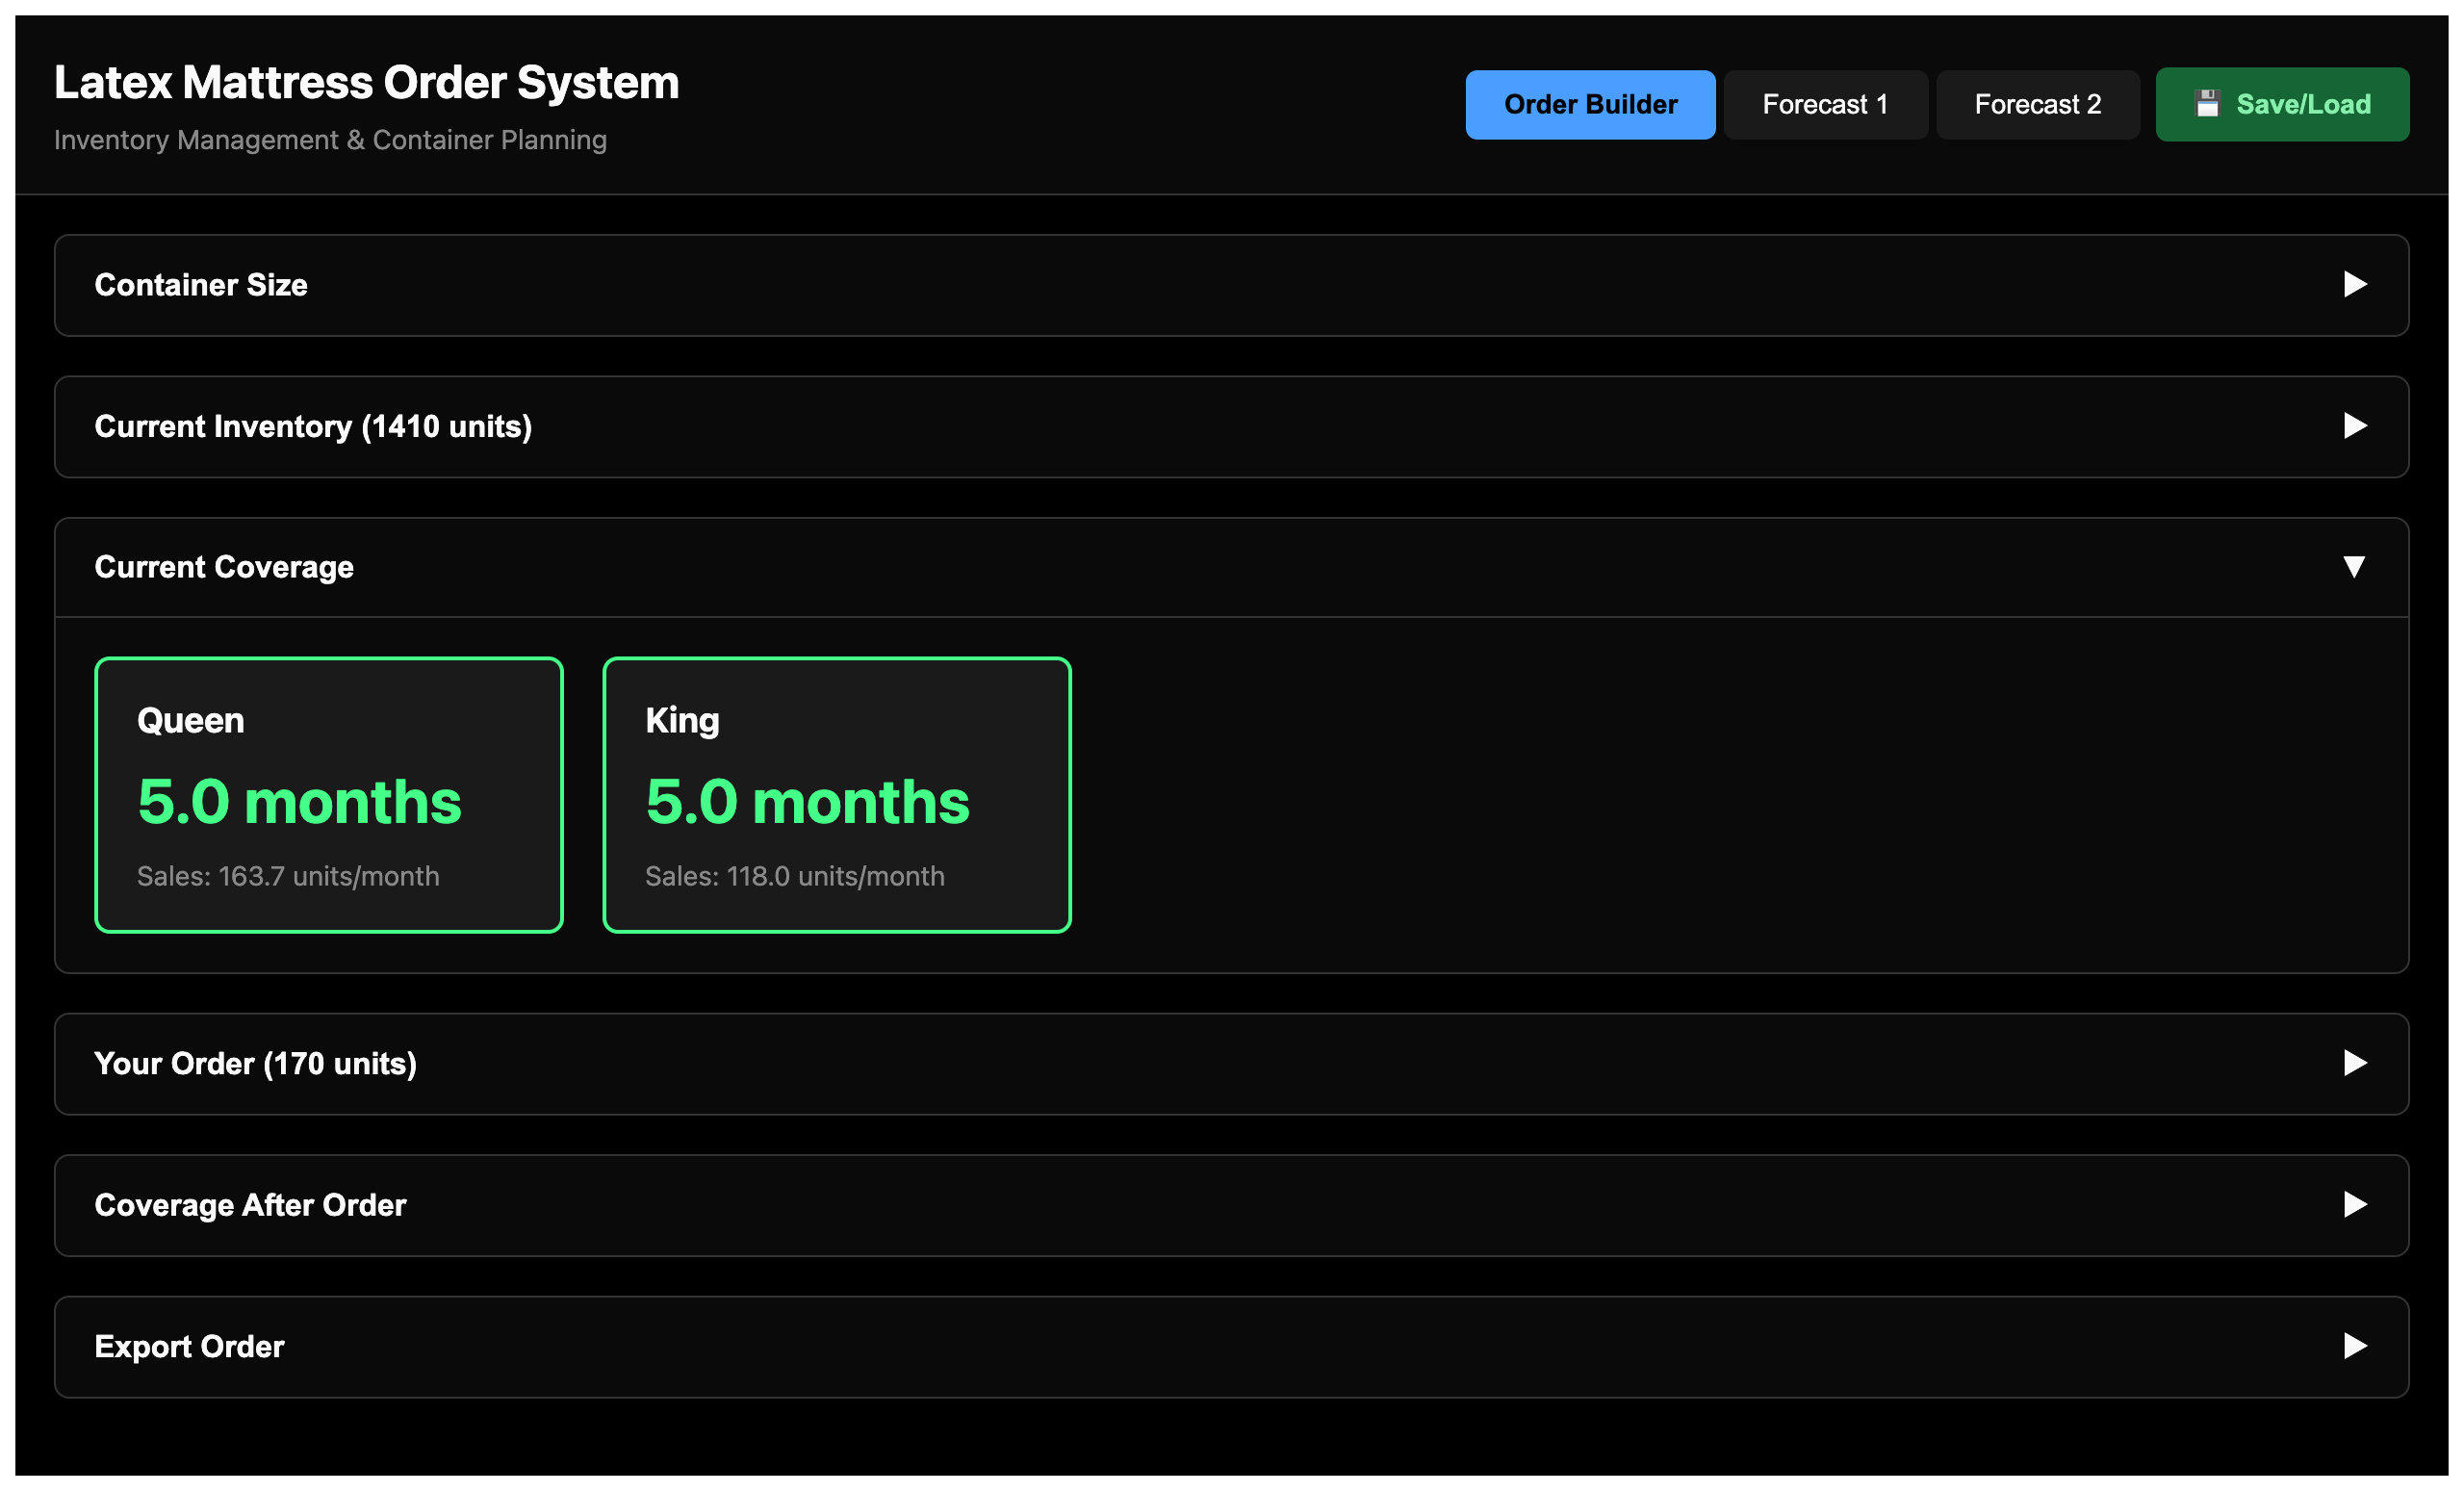 Latex Mattress Order System
Inventory Management & Container Planning
Order Builder
Forecast 1
Forecast 2
💾 Save/Load
Container Size
Current Inventory (1410 units)
Current Coverage
Queen
5.0 months
Sales: 163.7 units/month
King
5.0 months
Sales: 118.0 units/month
Your Order (170 units)
Coverage After Order
Export Order